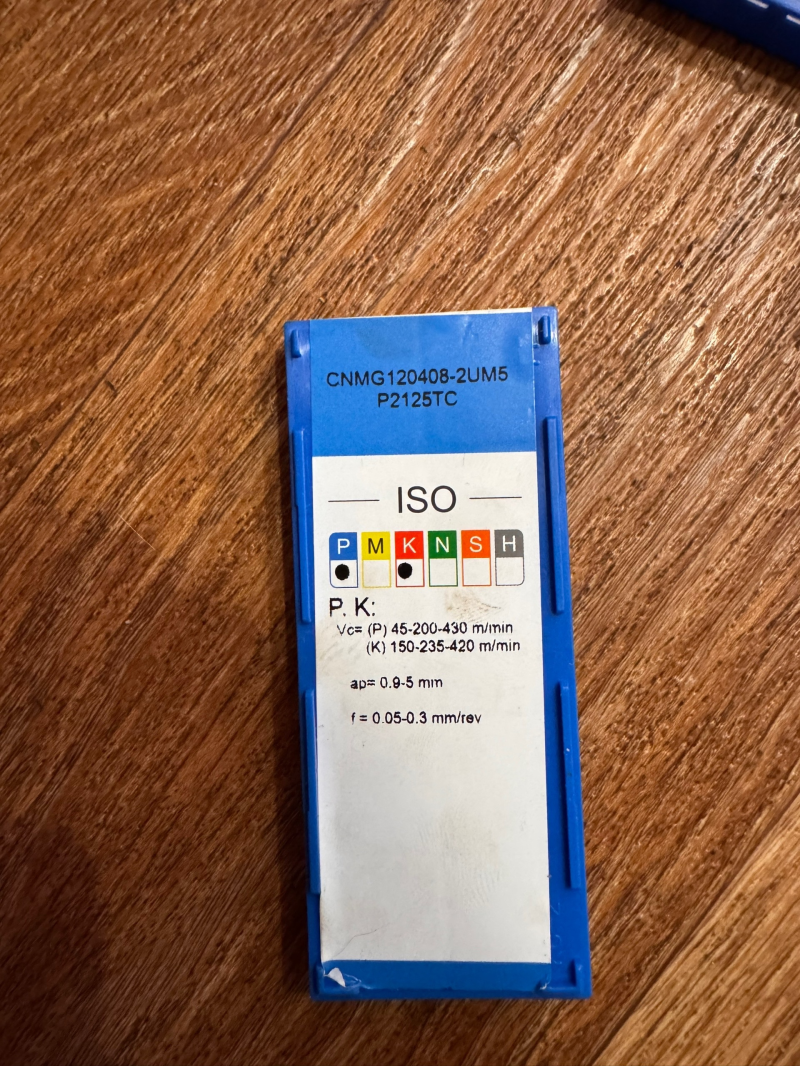 CNMG120408-2UM5
P2125TC
ISO
P M K N S H
P. K:
Vc= (P) 45-200-430 m/min
(K) 150-235-420 m/min
ap= 0.9-5 mm
f = 0.05-0.3 mm/rev